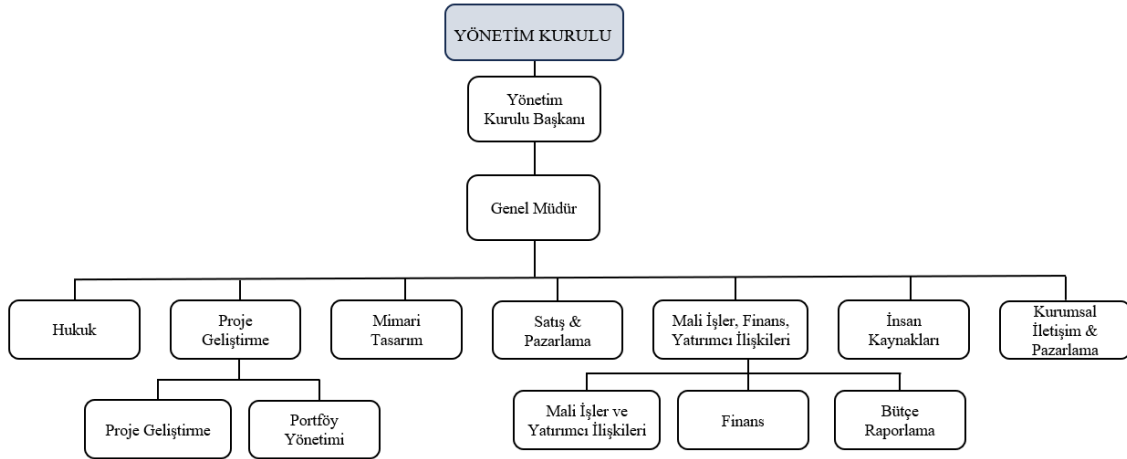 YÖNETİM KURULU
Yönetim
Kurulu Başkanı
Genel Müdür
Hukuk
Proje
Geliştirme
Mimari
Tasarım
Satış &
Pazarlama
Mali İşler, Finans,
Yatırımcı İlişkileri
İnsan
Kaynakları
Kurumsal
İletişim &
Pazarlama
Proje Geliştirme
Portföy
Yönetimi
Mali İşler ve
Yatırımcı İlişkileri
Finans
Bütçe
Raporlama